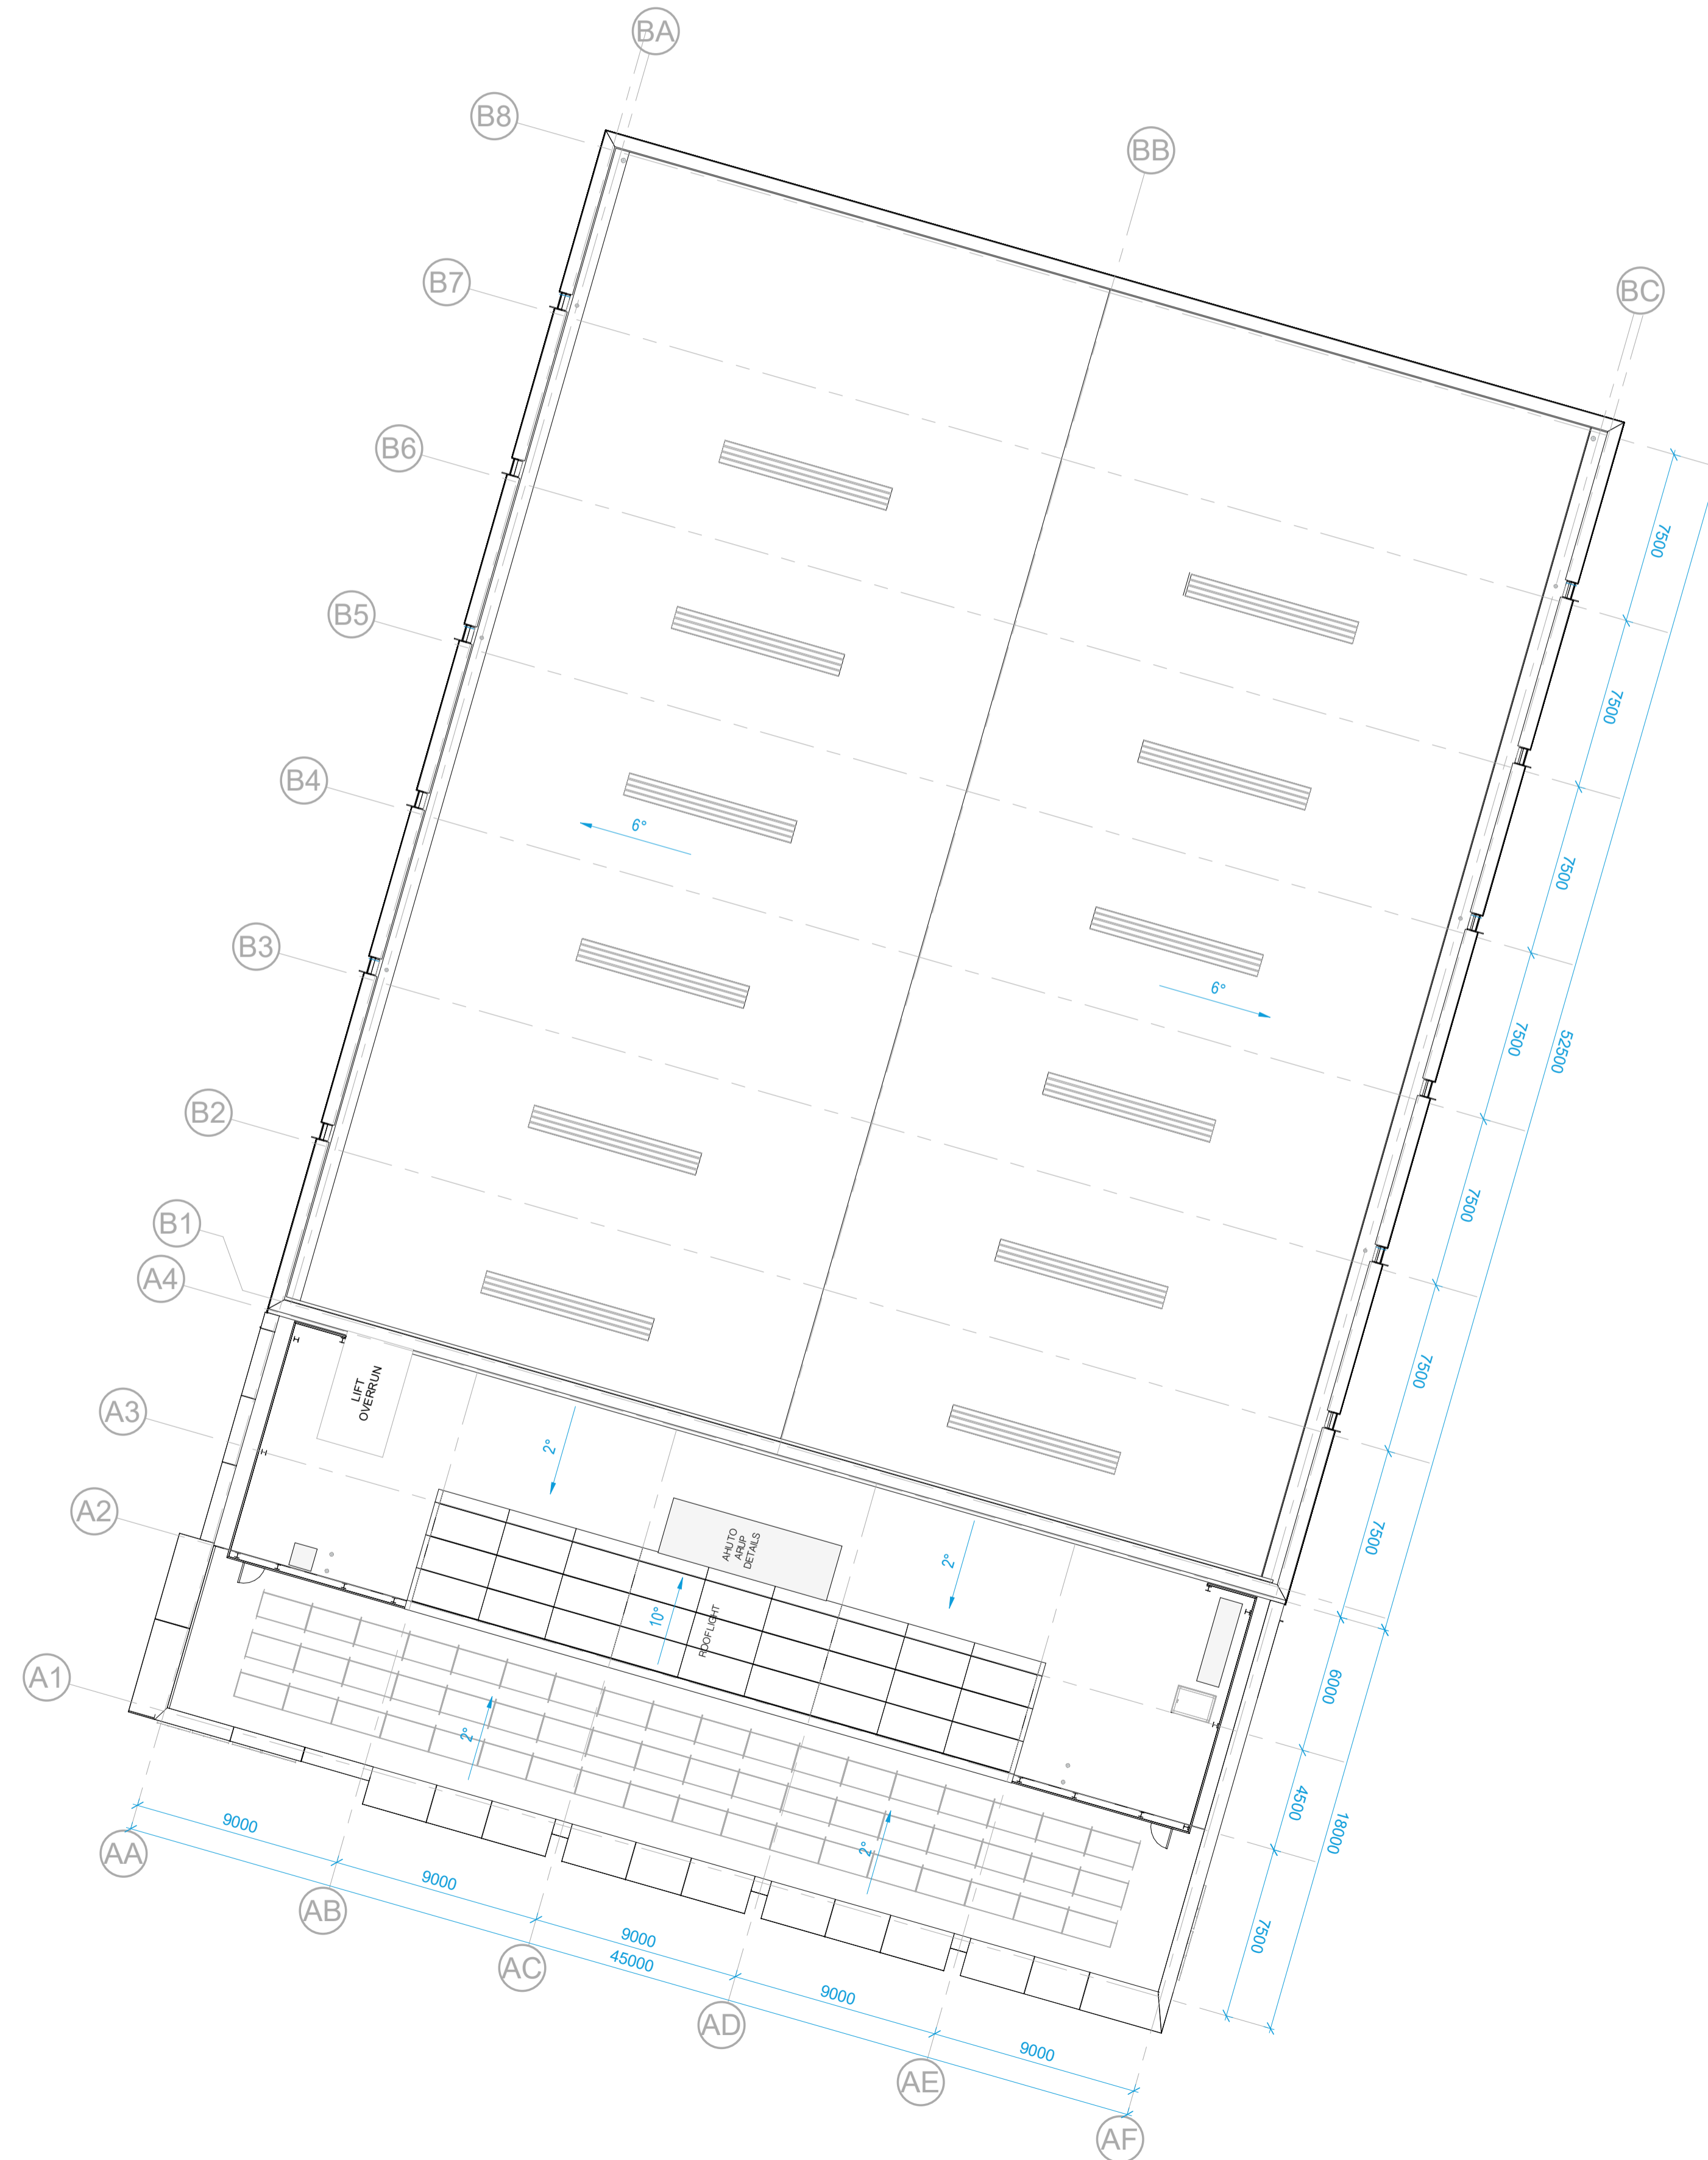 BA
B8
BB
B7
BC
B6
7500
B5
7500
B4
6°
7500
B3
6°
7500
52500
B2
7500
B1
A4
7500
LIFT
OVERRUN
A3
2°
7500
A2
AHU TO
ARUP
DETAILS
2°
10°
ROOFLIGHT
A1
6000
2°
4500
18000
9000
2°
AA
9000
7500
AB
9000
45000
AC
9000
AD
9000
AE
AF